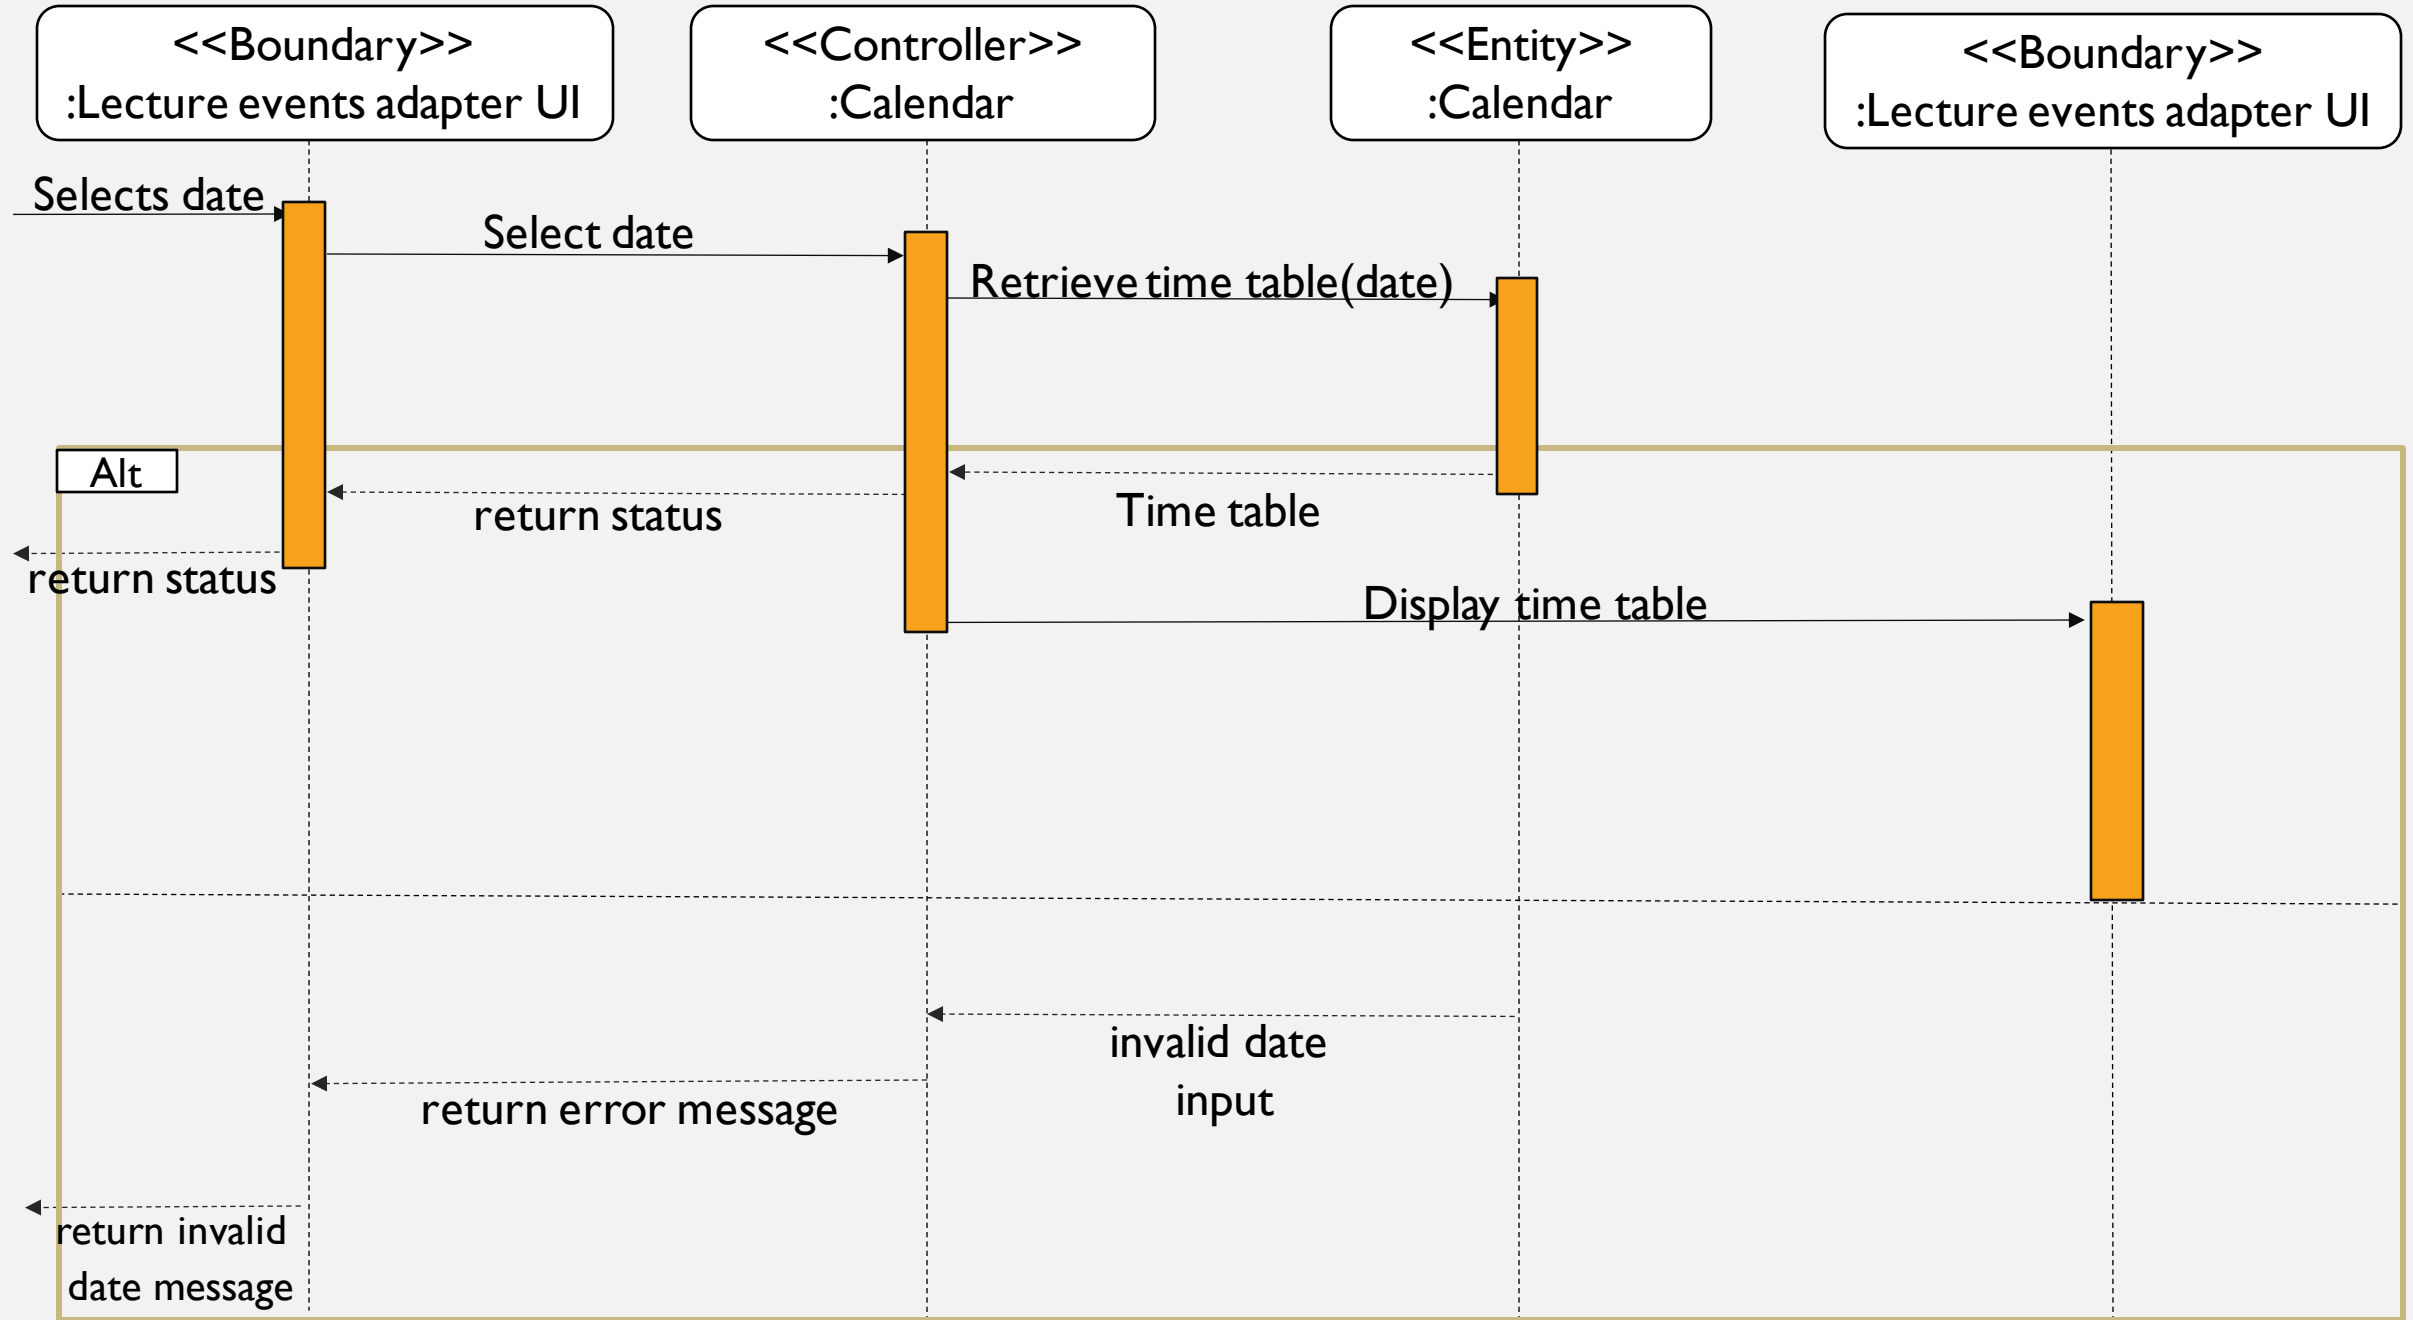 <<Boundary>>
:Lecture events adapter UI
<<Controller>>
:Calendar
<<Entity>>
:Calendar
<<Boundary>>
:Lecture events adapter UI
Selects date
Select date
Retrieve time table(date)
Alt
return status
Time table
return status
Display time table
invalid date
input
return error message
return invalid
date message